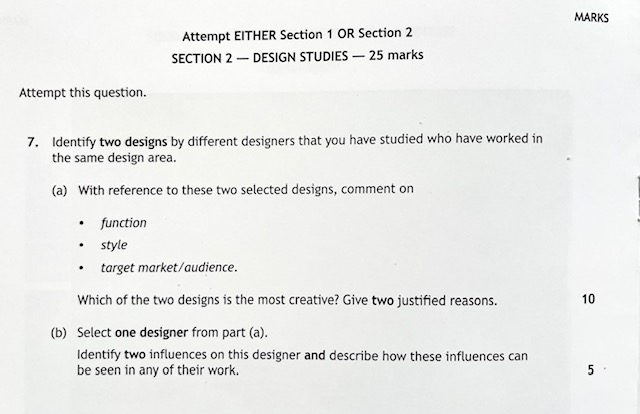 MARKS
Attempt EITHER Section 1 OR Section 2
SECTION 2 — DESIGN STUDIES — 25 marks
Attempt this question.
7. Identify two designs by different designers that you have studied who have worked in
the same design area.
(a) With reference to these two selected designs, comment on
• function
• style
• target market/audience.
Which of the two designs is the most creative? Give two justified reasons. 10
(b) Select one designer from part (a).
Identify two influences on this designer and describe how these influences can
be seen in any of their work. 5